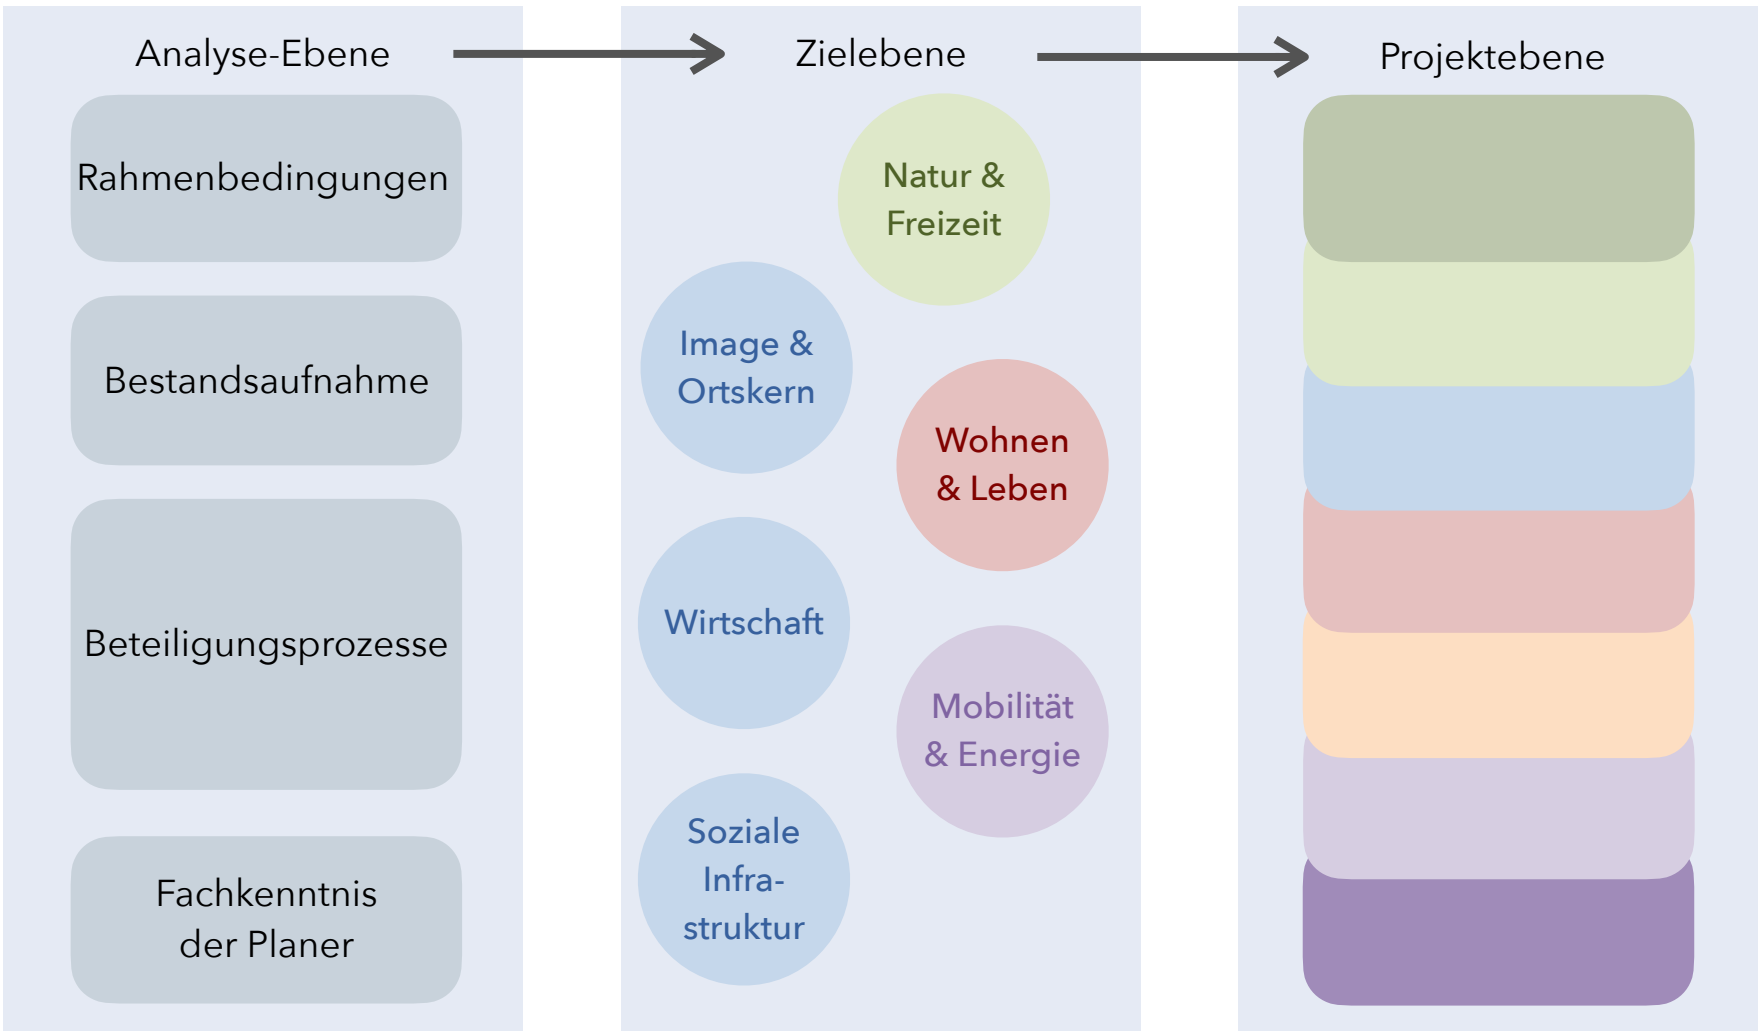 Analyse-Ebene
Rahmenbedingungen
Bestandsaufnahme
Beteiligungsprozesse
Fachkenntnis
der Planer
Zielebene
Natur &
Freizeit
Image &
Ortskern
Wohnen
& Leben
Wirtschaft
Mobilität
& Energie
Soziale
Infra-
struktur
Projektebene